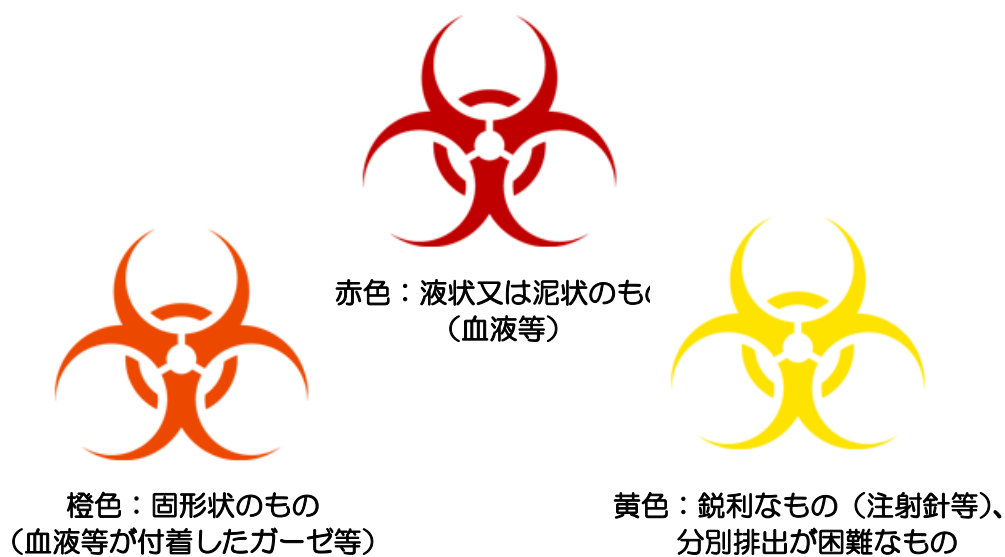 赤色：液状又は泥状のもの
（血液等）
橙色：固形状のもの
（血液等が付着したガーゼ等）
黄色：鋭利なもの（注射針等）、
分別排出が困難なもの